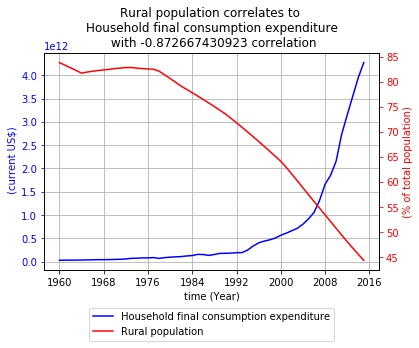 Rural population correlates to
Household final consumption expenditure
with -0.872667430923 correlation
1e12
4.0
3.5
3.0
2.5
2.0
1.5
1.0
0.5
0.0
(current US$)
85
80
75
70
65
60
55
50
45
(% of total population)
1960 1968 1976 1984 1992 2000 2008 2016
time (Year)
Household final consumption expenditure
Rural population